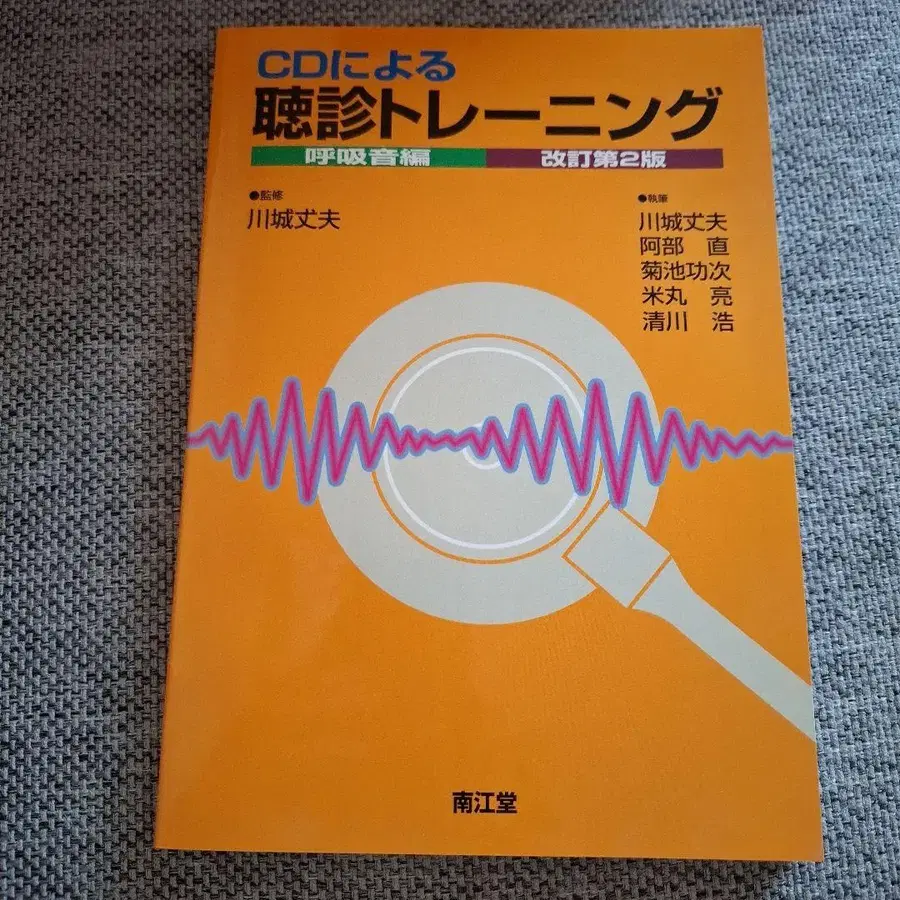 CDによる
聴診トレーニング
呼吸音編 改訂第2版
●監修
川城丈夫
●執筆
川城丈夫
阿部 直
菊池功次
米丸 亮
清川 浩
南江堂